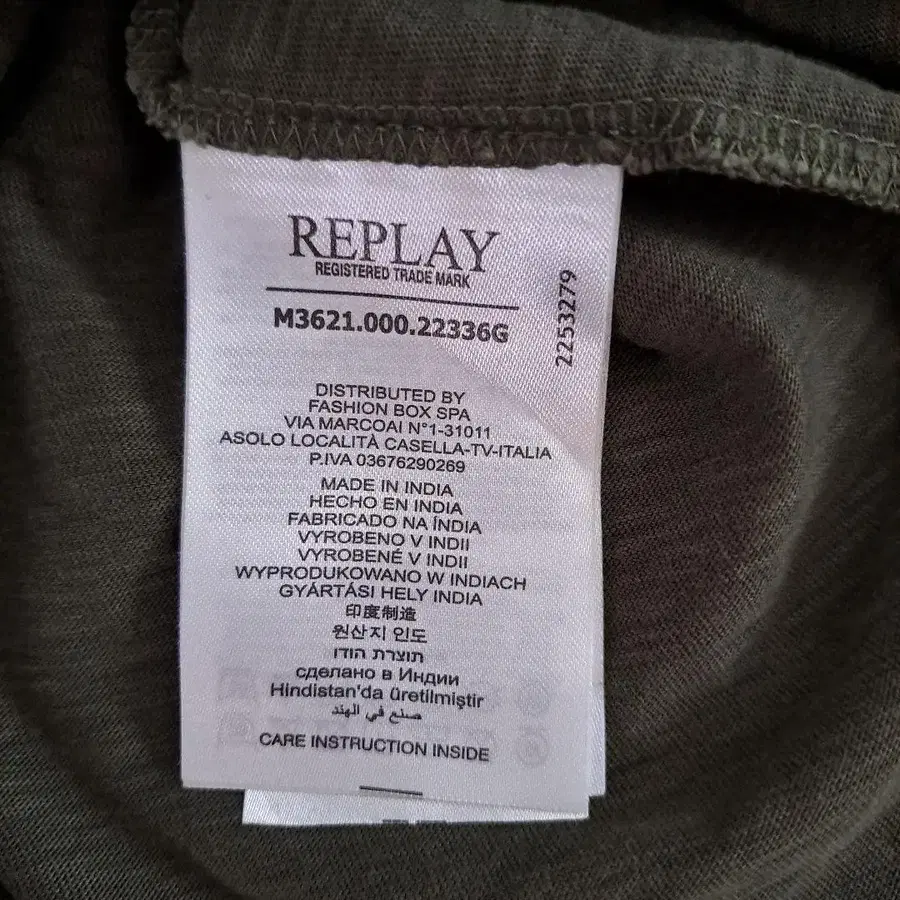 REPLAY
REGISTERED TRADE MARK
M3621.000.22336G
2253279
DISTRIBUTED BY
FASHION BOX SPA
VIA MARCOAI N°1-31011
ASOLO LOCALITÀ CASELLA-TV-ITALIA
P.IVA 03676290269
MADE IN INDIA
HECHO EN INDIA
FABRICADO NA ÍNDIA
VYROBENO V INDII
VYROBENÉ V INDII
WYPRODUKOWANO W INDIACH
GYÁRTÁSI HELY INDIA
印度制造
원산지 인도
תוצרת הודו
сделано в Индии
Hindistan'da üretilmiştir
صنع في الهند
CARE INSTRUCTION INSIDE